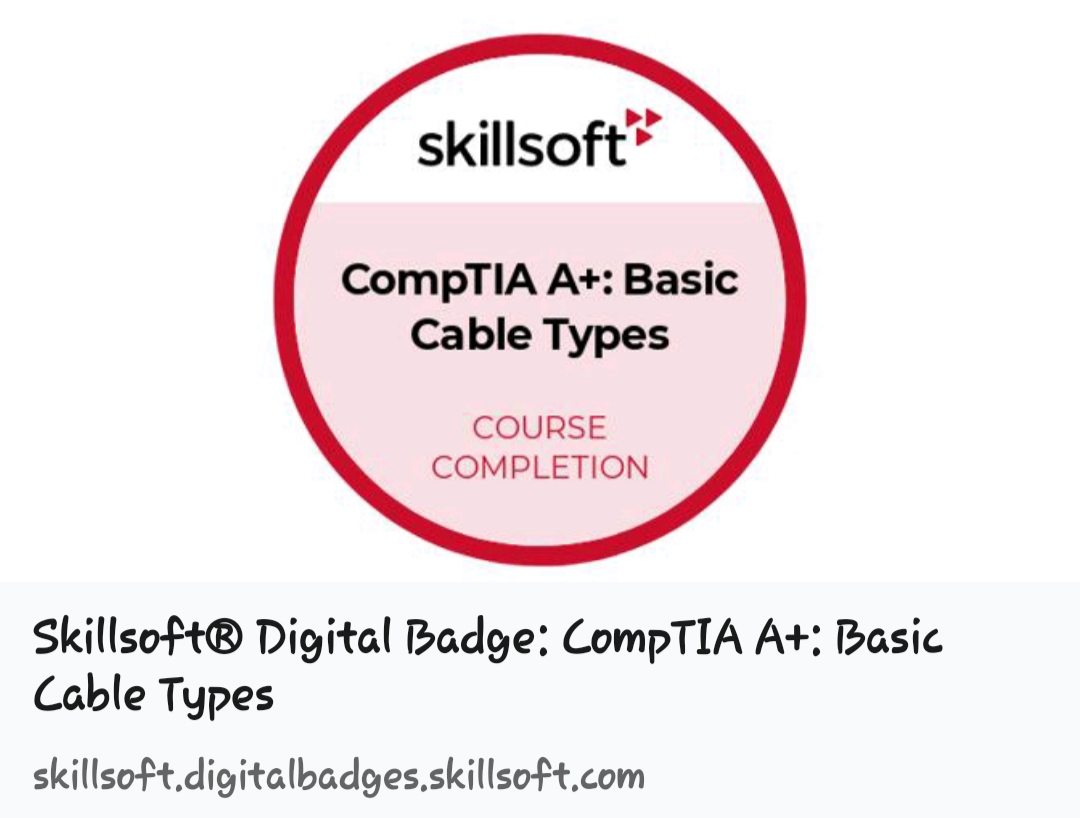 skillsoft
CompTIA A+: Basic
Cable Types
COURSE
COMPLETION
Skillsoft® Digital Badge: CompTIA A+: Basic
Cable Types
skillsoft.digitalbadges.skillsoft.com